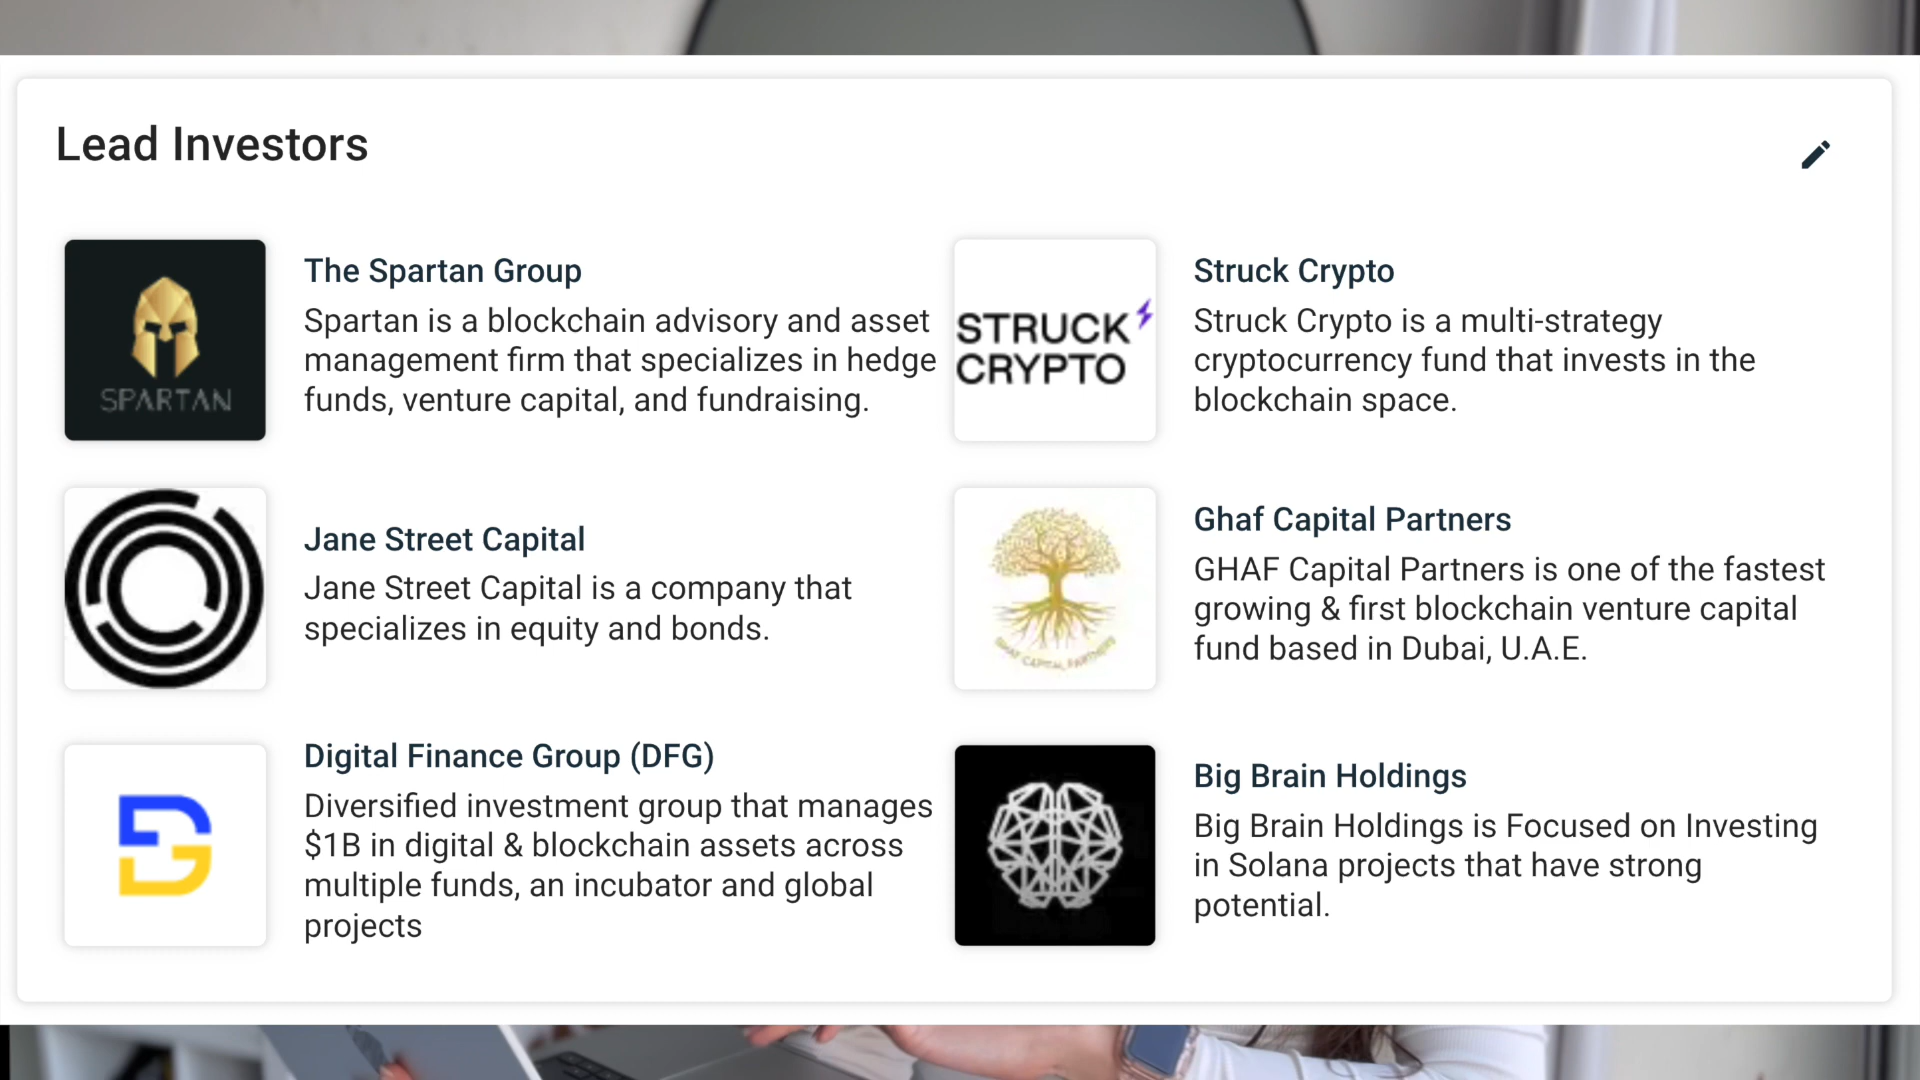 Lead Investors
The Spartan Group
Spartan is a blockchain advisory and asset
management firm that specializes in hedge
funds, venture capital, and fundraising.
SPARTAN
Struck Crypto
Struck Crypto is a multi-strategy
cryptocurrency fund that invests in the
blockchain space.
STRUCK
CRYPTO
Jane Street Capital
Jane Street Capital is a company that
specializes in equity and bonds.
Ghaf Capital Partners
GHAF Capital Partners is one of the fastest
growing & first blockchain venture capital
fund based in Dubai, U.A.E.
GHAF CAPITAL PARTNERS
Digital Finance Group (DFG)
Diversified investment group that manages
$1B in digital & blockchain assets across
multiple funds, an incubator and global
projects
Big Brain Holdings
Big Brain Holdings is Focused on Investing
in Solana projects that have strong
potential.